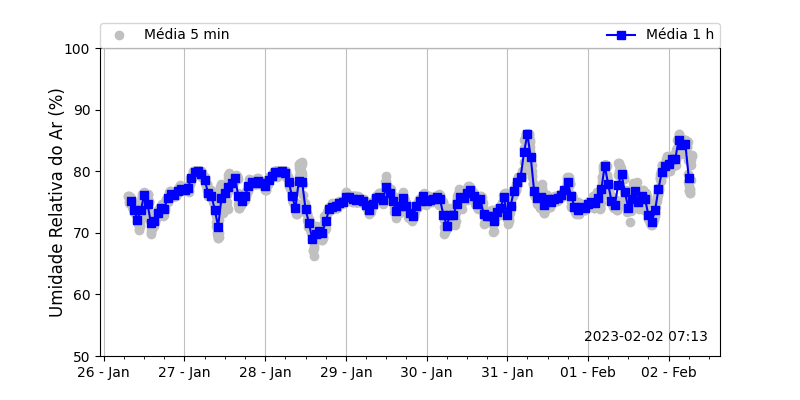 Média 5 min
Média 1 h
Umidade Relativa do Ar (%)
100
90
80
70
60
50
2023-02-02 07:13
26 - Jan
27 - Jan
28 - Jan
29 - Jan
30 - Jan
31 - Jan
01 - Feb
02 - Feb